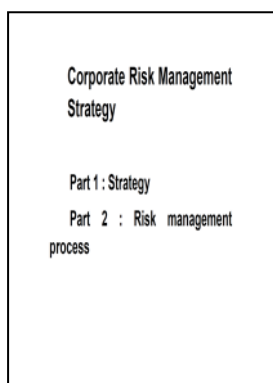 Corporate Risk Management
Strategy
Part 1 : Strategy
Part 2 : Risk management
process